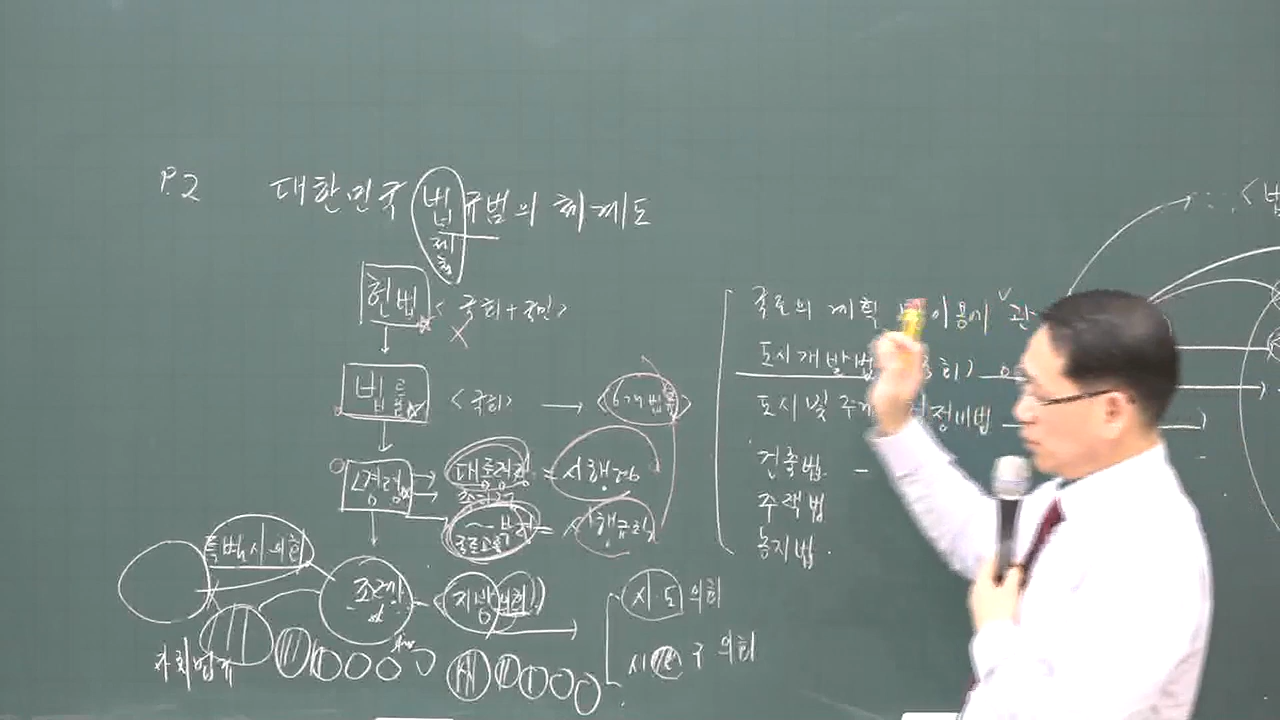 P.2 대한민국 법규범의 체계도
헌법 <국회+국민>
법률 <국회> → <6개법률>
대통령령 = 시행령
부령 = 시행규칙
특별시의회
조례 - <지방의회>
자치법규
시·도 의회
시 군 구 의회
국토의 계획 및 이용에 관
도시개발법
도시 및 주거 정비법
건축법
주택법
농지법